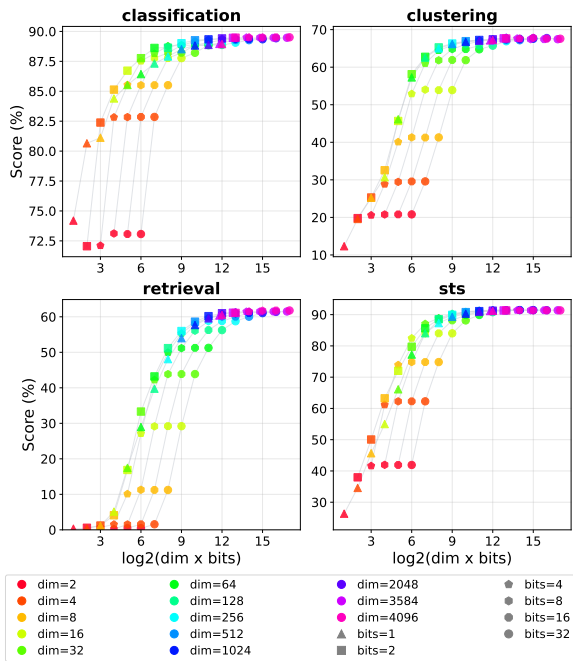 classification
clustering
90.0
87.5
85.0
82.5
80.0
77.5
75.0
72.5
Score (%)
3 6 9 12 15
70
60
50
40
30
20
10
3 6 9 12 15
retrieval
sts
60
50
40
30
20
10
0
Score (%)
3 6 9 12 15
log2(dim x bits)
90
80
70
60
50
40
30
3 6 9 12 15
log2(dim x bits)
dim=2
dim=4
dim=8
dim=16
dim=32
dim=64
dim=128
dim=256
dim=512
dim=1024
dim=2048
dim=3584
dim=4096
bits=1
bits=2
bits=4
bits=8
bits=16
bits=32